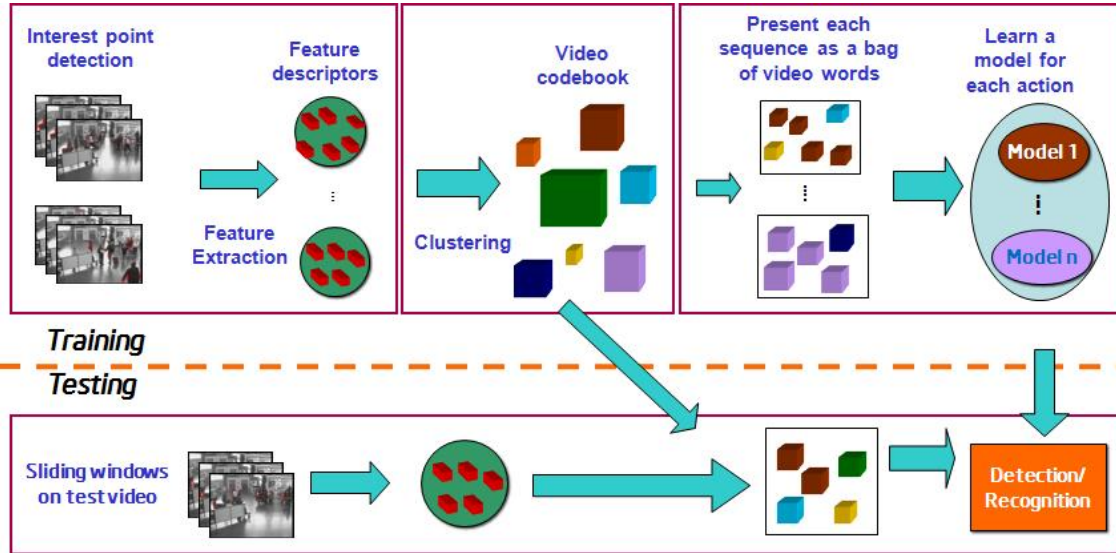 Interest point
detection
Feature
descriptors
Feature
Extraction
Video
codebook
Clustering
Present each
sequence as a bag
of video words
Learn a
model for
each action
Model 1
Model n
Training
Testing
Sliding windows
on test video
Detection/
Recognition